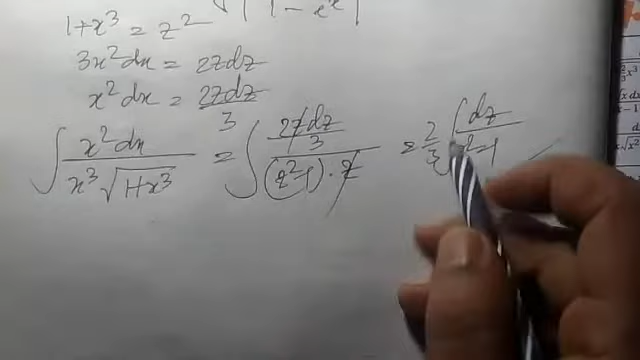 √|1 - e^x|
1+x³ = z²
3x²dx = 2zdz
x²dx = 2zdz/3
∫ x²dx / x³√(1+x³) = ∫ (2zdz/3) / (z²-1)·z = 2/3 ∫ dz / z²-1